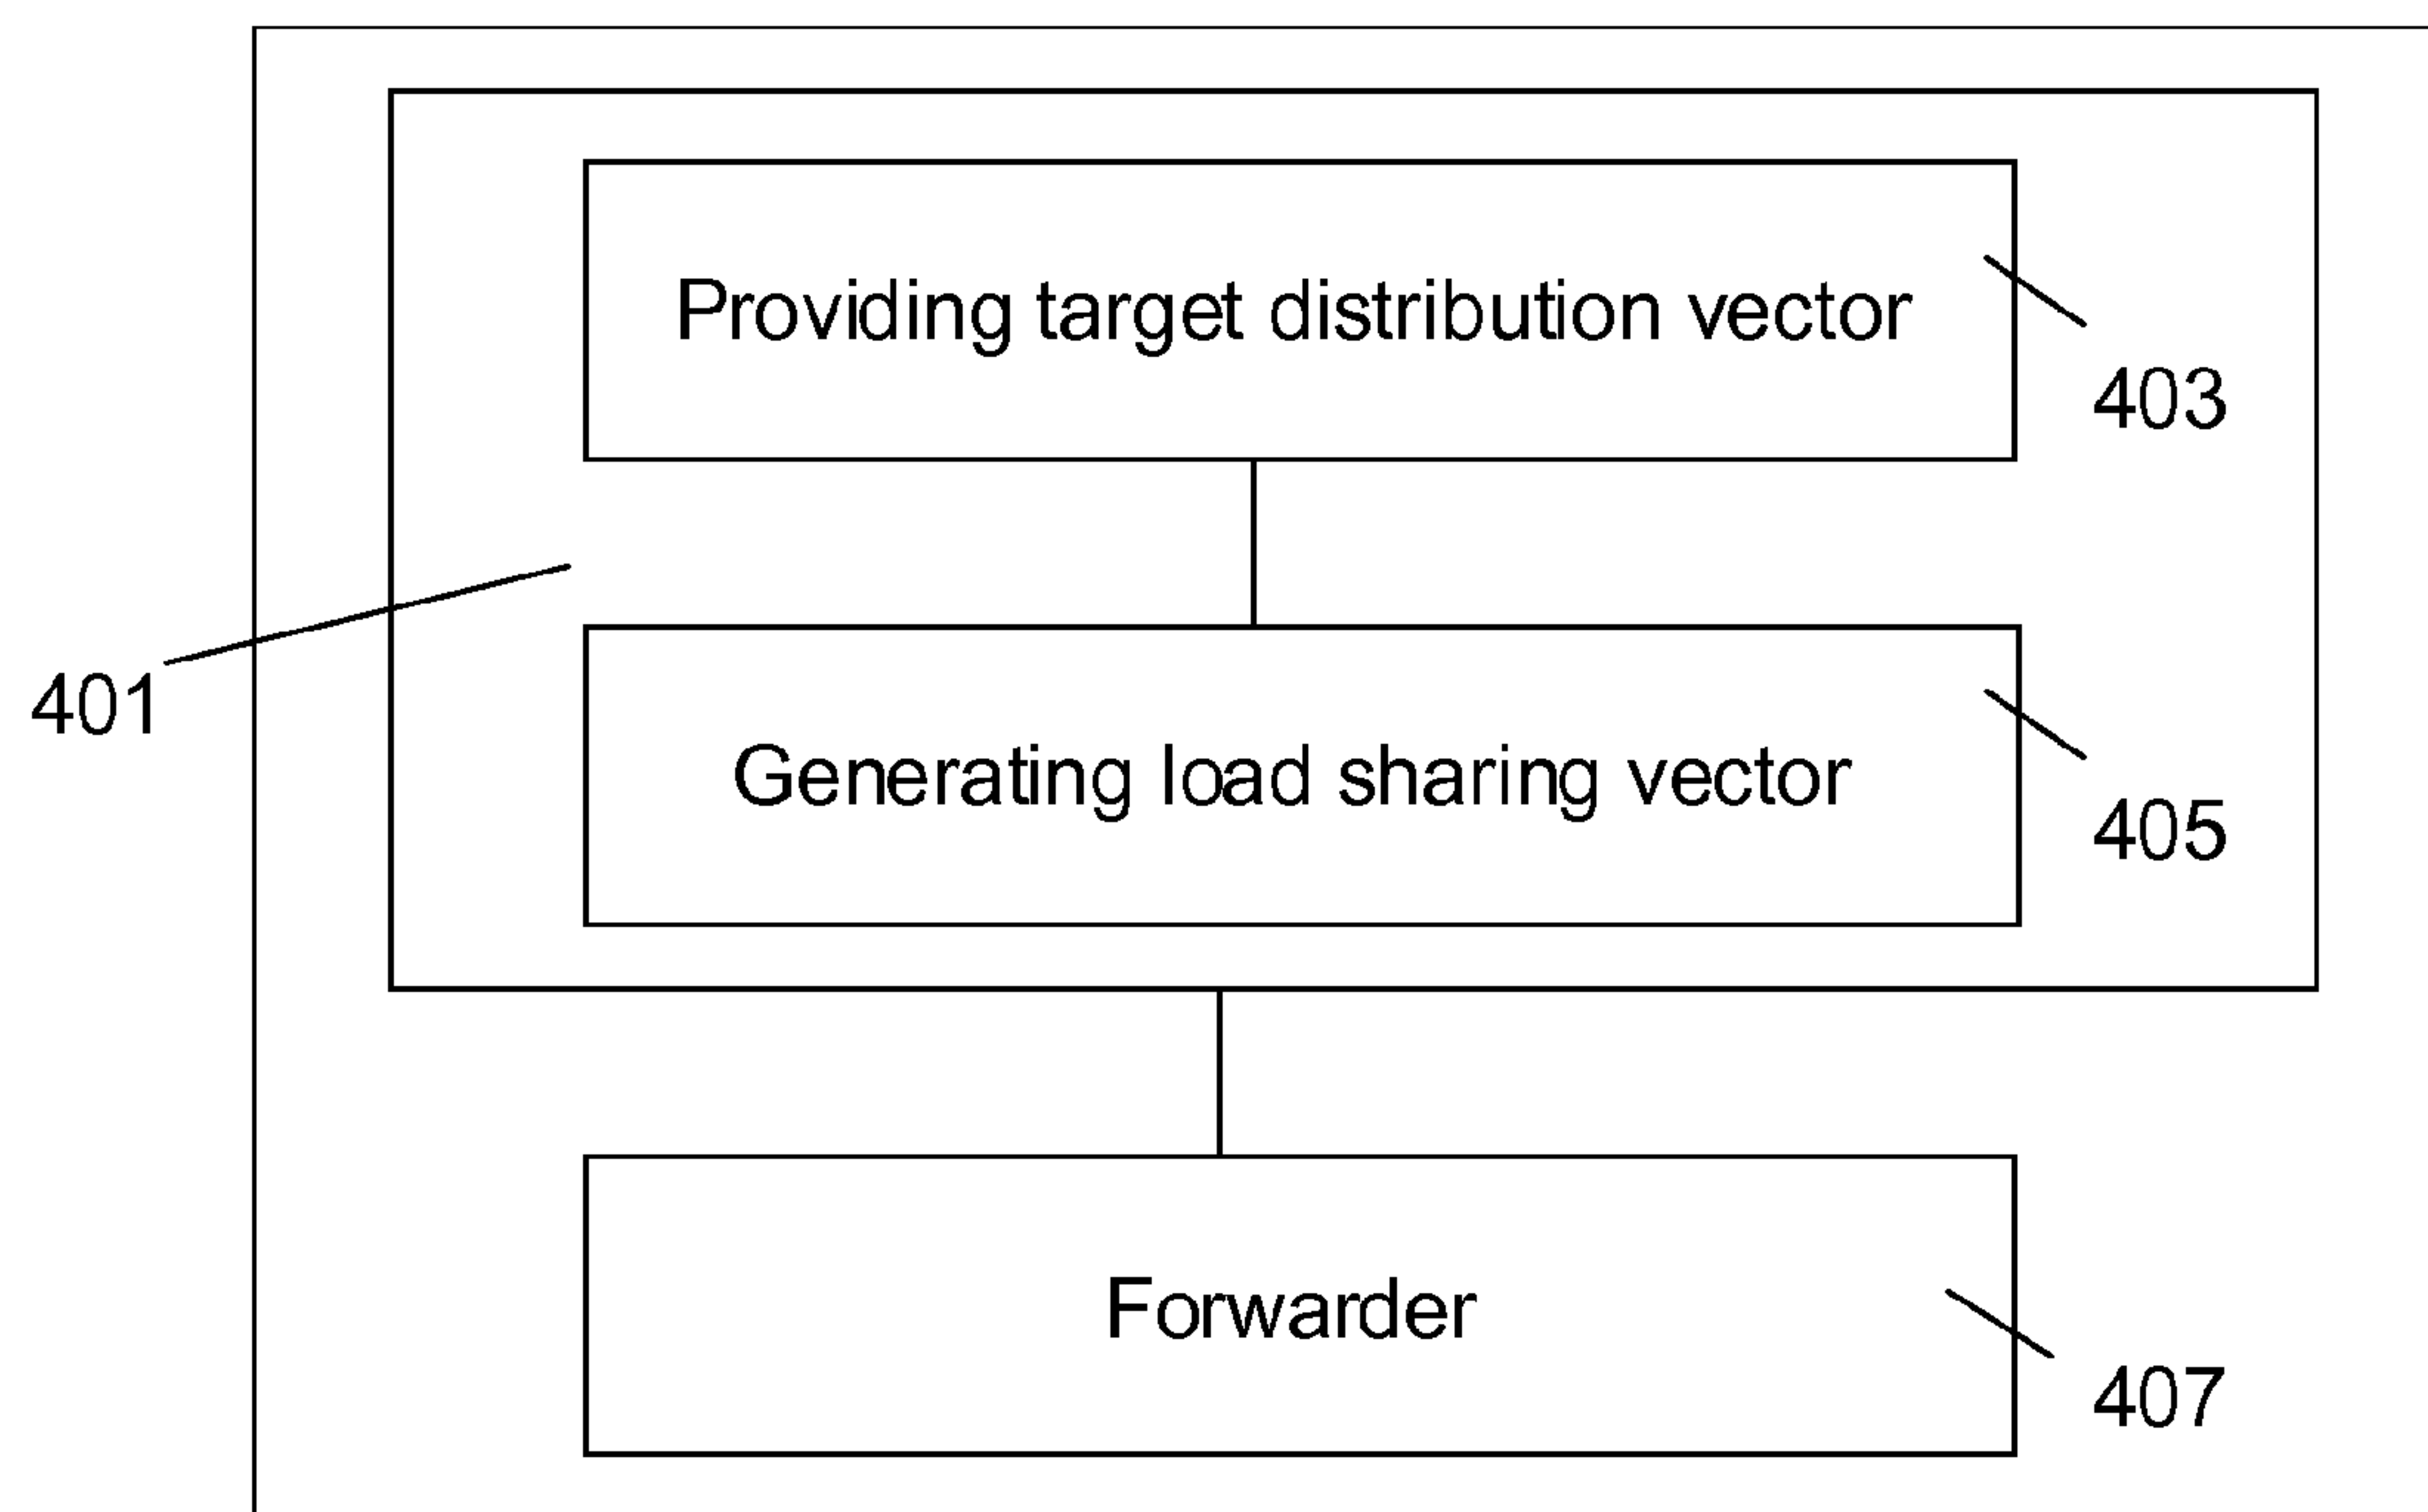 Providing target distribution vector
403
401
Generating load sharing vector
405
Forwarder
407